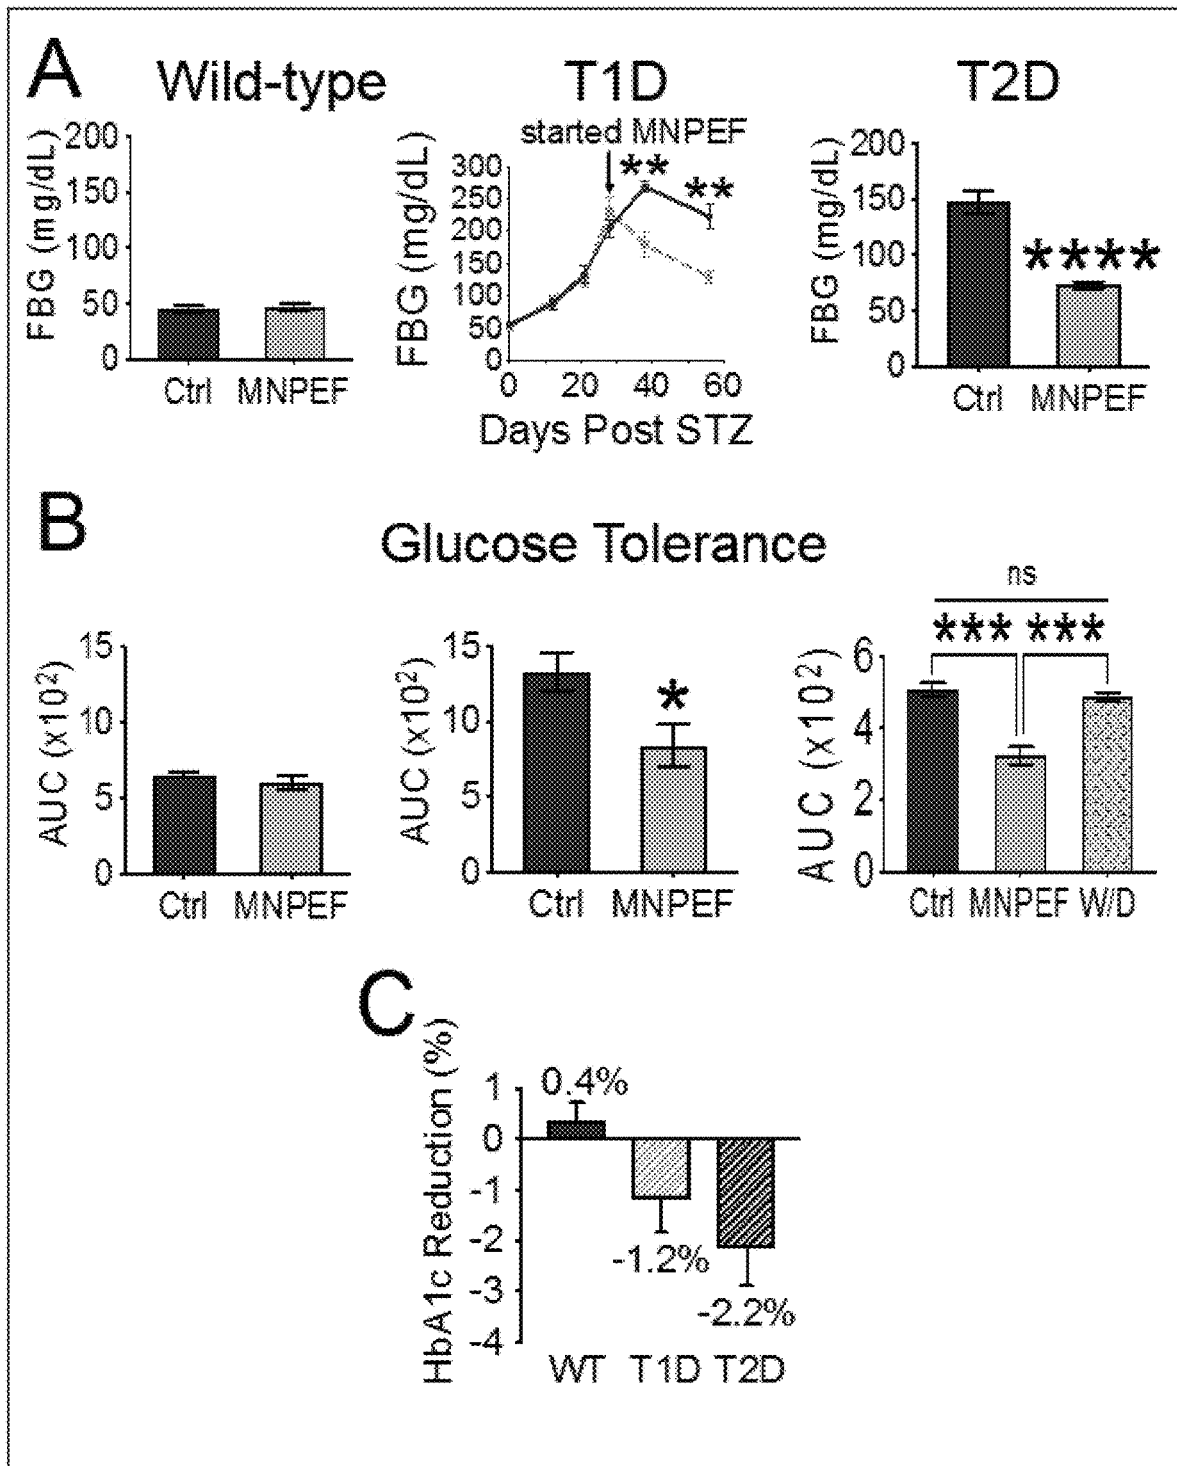 A
Wild-type
T1D
T2D
FBG (mg/dL)
200
150
100
50
0
Ctrl MNPEF
started MNPEF
FBG (mg/dL)
300
250
200
150
100
50
0
** **
0 20 40 60
Days Post STZ
FBG (mg/dL)
200
150
100
50
0
****
Ctrl MNPEF
B
Glucose Tolerance
AUC (x10²)
15
10
5
0
Ctrl MNPEF
AUC (x10²)
15
10
5
0
*
Ctrl MNPEF
ns
*** ***
AUC (x10²)
6
4
2
0
Ctrl MNPEF W/D
C
HbA1c Reduction (%)
1
0
-1
-2
-3
-4
0.4%
-1.2%
-2.2%
WT T1D T2D